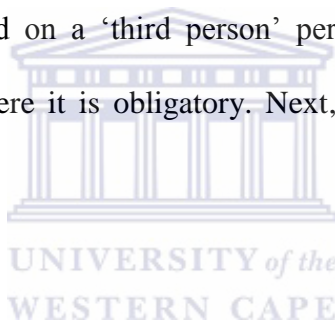 d on a ‘third person’ per
ere it is obligatory. Next,
UNIVERSITY of the
WESTERN CAPE